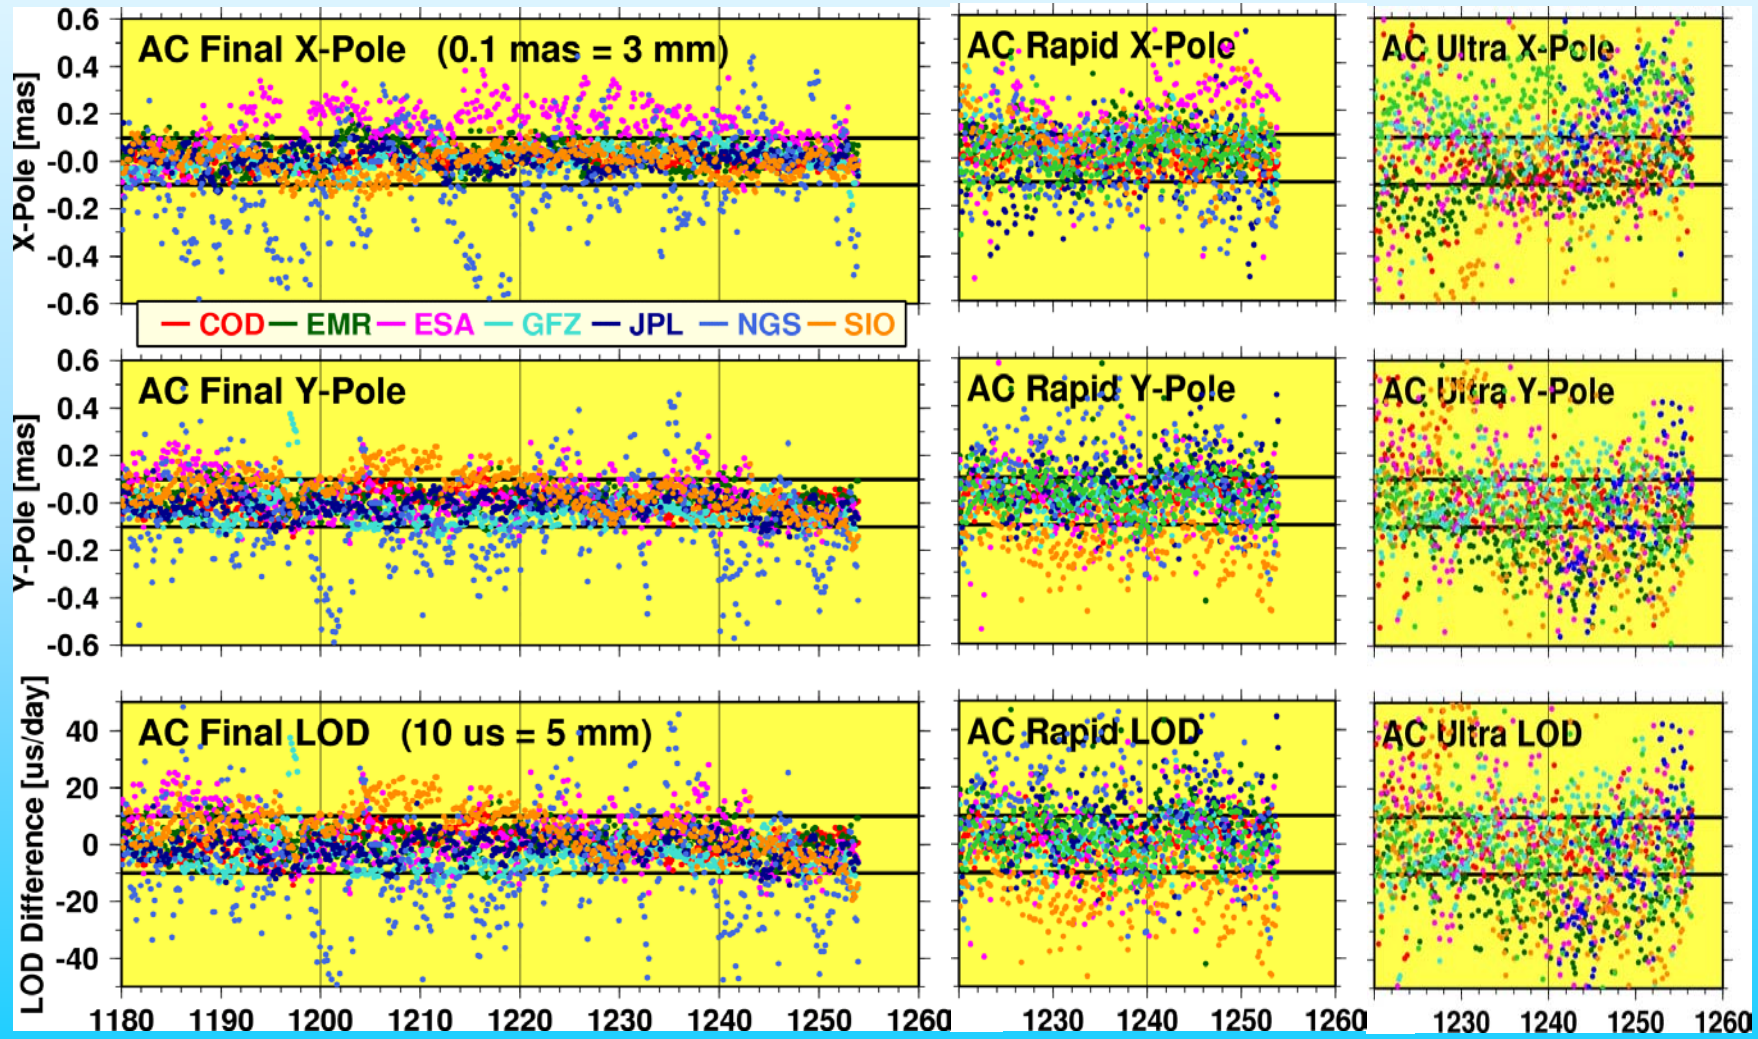 AC Final X-Pole (0.1 mas = 3 mm)
AC Rapid X-Pole
AC Ultra X-Pole
X-Pole [mas]
0.6
0.4
0.2
-0.0
-0.2
-0.4
-0.6
COD EMR ESA GFZ JPL NGS SIO
AC Final Y-Pole
AC Rapid Y-Pole
AC Ultra Y-Pole
Y-Pole [mas]
0.6
0.4
0.2
-0.0
-0.2
-0.4
-0.6
AC Final LOD (10 us = 5 mm)
AC Rapid LOD
AC Ultra LOD
LOD Difference [us/day]
40
20
0
-20
-40
1180 1190 1200 1210 1220 1230 1240 1250 1260
1230 1240 1250 1260
1230 1240 1250 1260